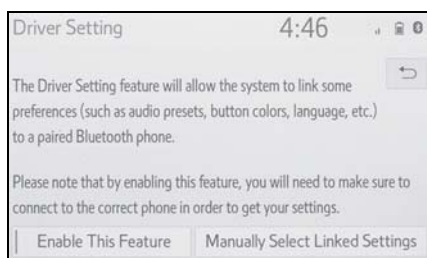 Driver Setting 4:46
The Driver Setting feature will allow the system to link some
preferences (such as audio presets, button colors, language, etc.)
to a paired Bluetooth phone.
Please note that by enabling this feature, you will need to make sure to
connect to the correct phone in order to get your settings.
Enable This Feature Manually Select Linked Settings